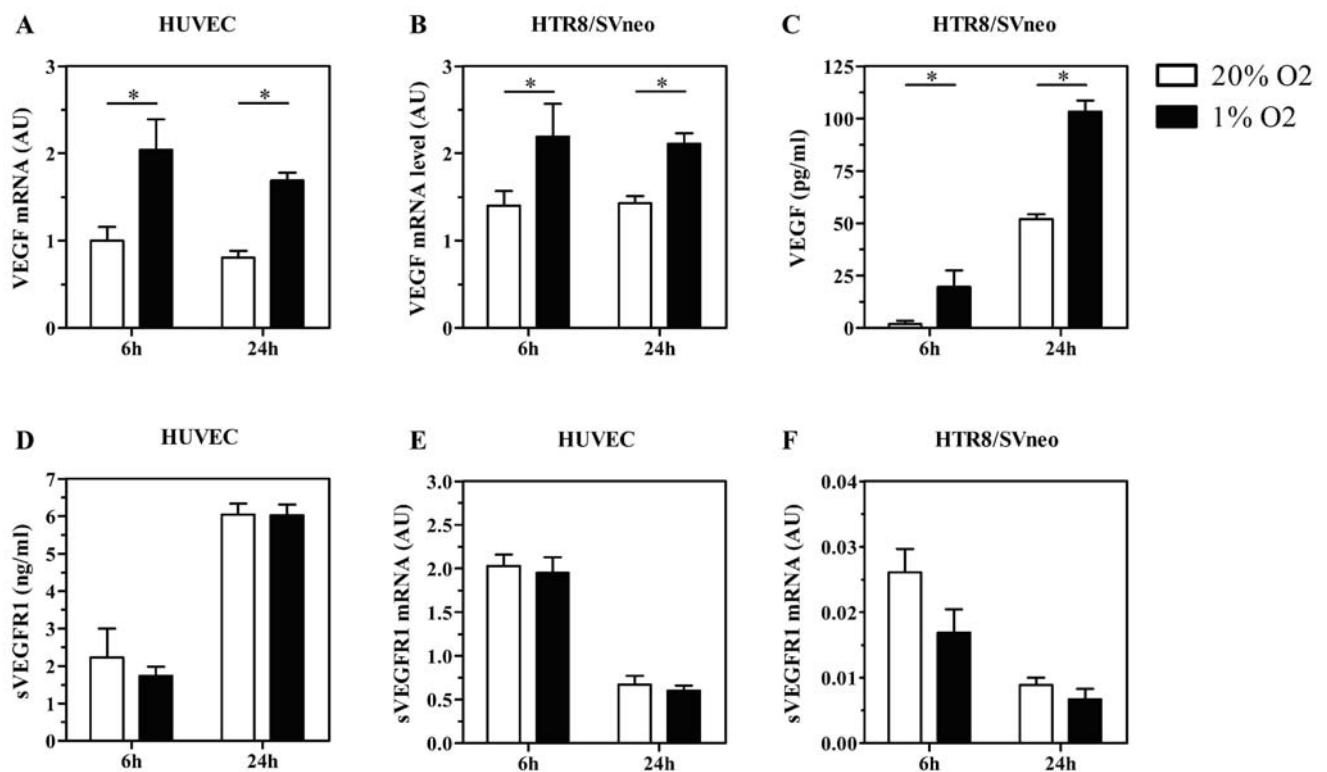 A
HUVEC
VEGF mRNA (AU)
3
2
1
0
*
*
6h
24h
B
HTR8/SVneo
VEGF mRNA level (AU)
3
2
1
0
*
*
6h
24h
C
HTR8/SVneo
VEGF (pg/ml)
125
100
75
50
25
0
*
*
6h
24h
20% O2
1% O2
D
HUVEC
sVEGFR1 (ng/ml)
7
6
5
4
3
2
1
0
6h
24h
E
HUVEC
sVEGFR1 mRNA (AU)
3.0
2.5
2.0
1.5
1.0
0.5
0.0
6h
24h
F
HTR8/SVneo
sVEGFR1 mRNA (AU)
0.04
0.03
0.02
0.01
0.00
6h
24h